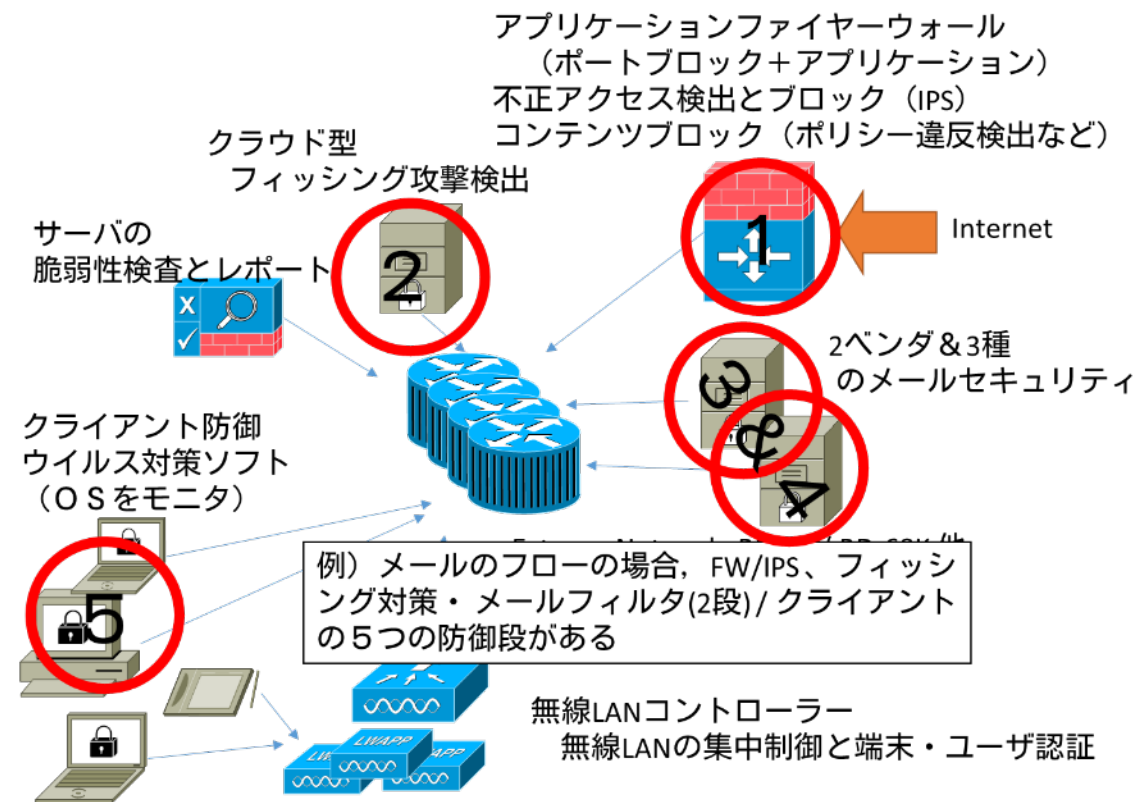 アプリケーションファイヤーウォール
（ポートブロック＋アプリケーション）
不正アクセス検出とブロック（IPS）
コンテンツブロック（ポリシー違反検出など）
クラウド型
フィッシング攻撃検出
1
Internet
サーバの
脆弱性検査とレポート
2
X
2ベンダ＆3種
のメールセキュリティ
3
&
4
クライアント防御
ウイルス対策ソフト
（ＯＳをモニタ）
5
例）メールのフローの場合，FW/IPS、フィッシ
ング対策・ メールフィルタ(2段) / クライアント
の５つの防御段がある
無線LANコントローラー
無線LANの集中制御と端末・ユーザ認証
LWAPP